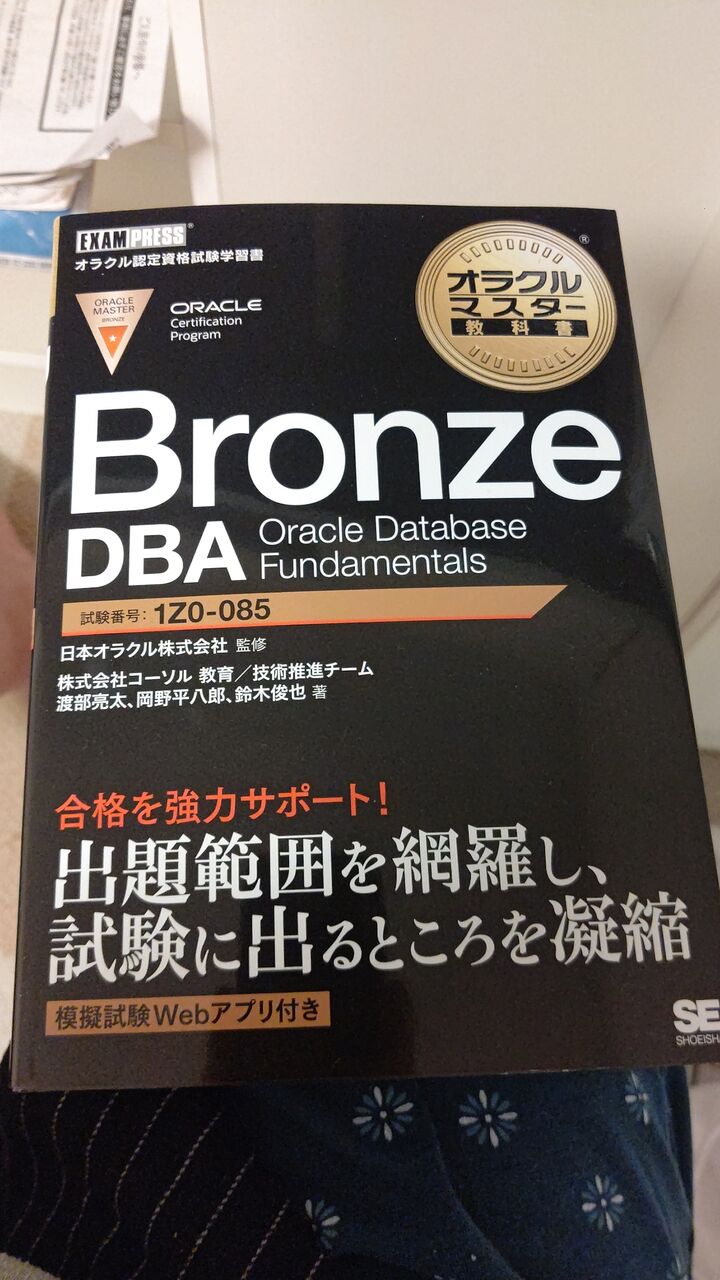 EXAMPRESS®
オラクル認定資格試験学習書
ORACLE
MASTER
BRONZE
ORACLE
Certification
Program
オラクル
マスター
教科書
®
Bronze
DBA
Oracle Database
Fundamentals
試験番号：1Z0-085
日本オラクル株式会社 監修
株式会社コーソル 教育／技術推進チーム
渡部亮太、岡野平八郎、鈴木俊也 著
合格を強力サポート！
出題範囲を網羅し、
試験に出るところを凝縮
模擬試験Webアプリ付き
SE
SHOEISHA